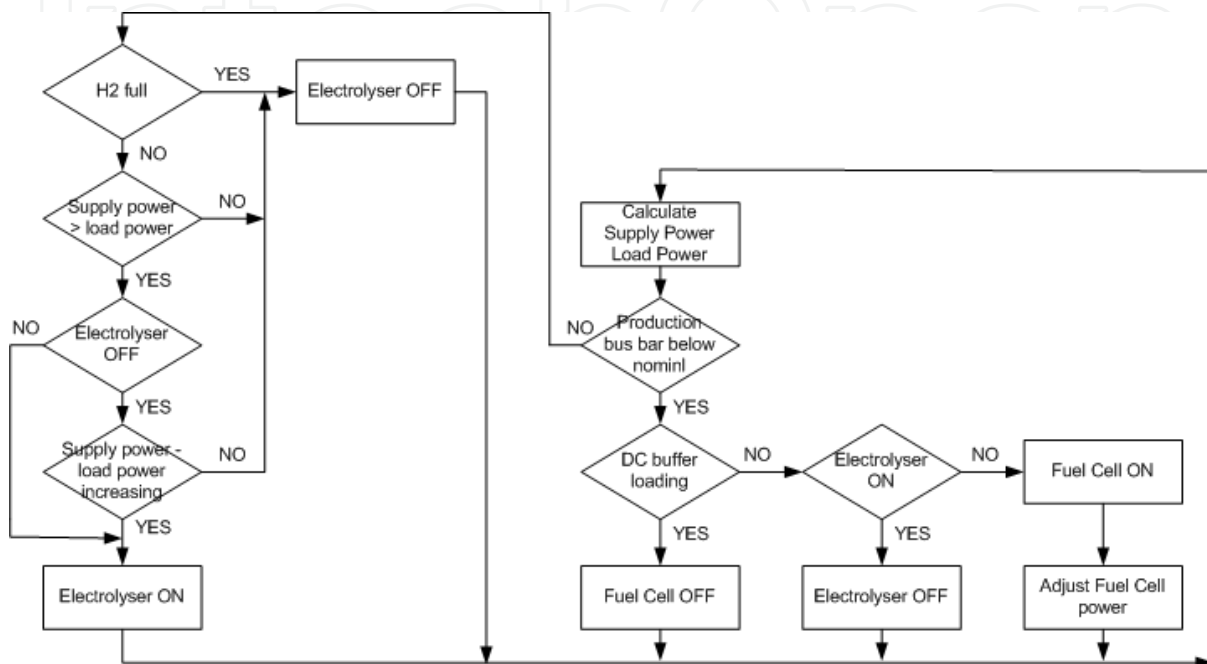 H2 full
YES
Electrolyser OFF
NO
Supply power
> load power
NO
YES
NO
Electrolyser
OFF
YES
Supply power -
load power
increasing
NO
YES
Electrolyser ON
Calculate
Supply Power
Load Power
NO
Production
bus bar below
nominl
YES
DC buffer
loading
NO
Electrolyser
ON
NO
Fuel Cell ON
YES
YES
Fuel Cell OFF
Electrolyser OFF
Adjust Fuel Cell
power